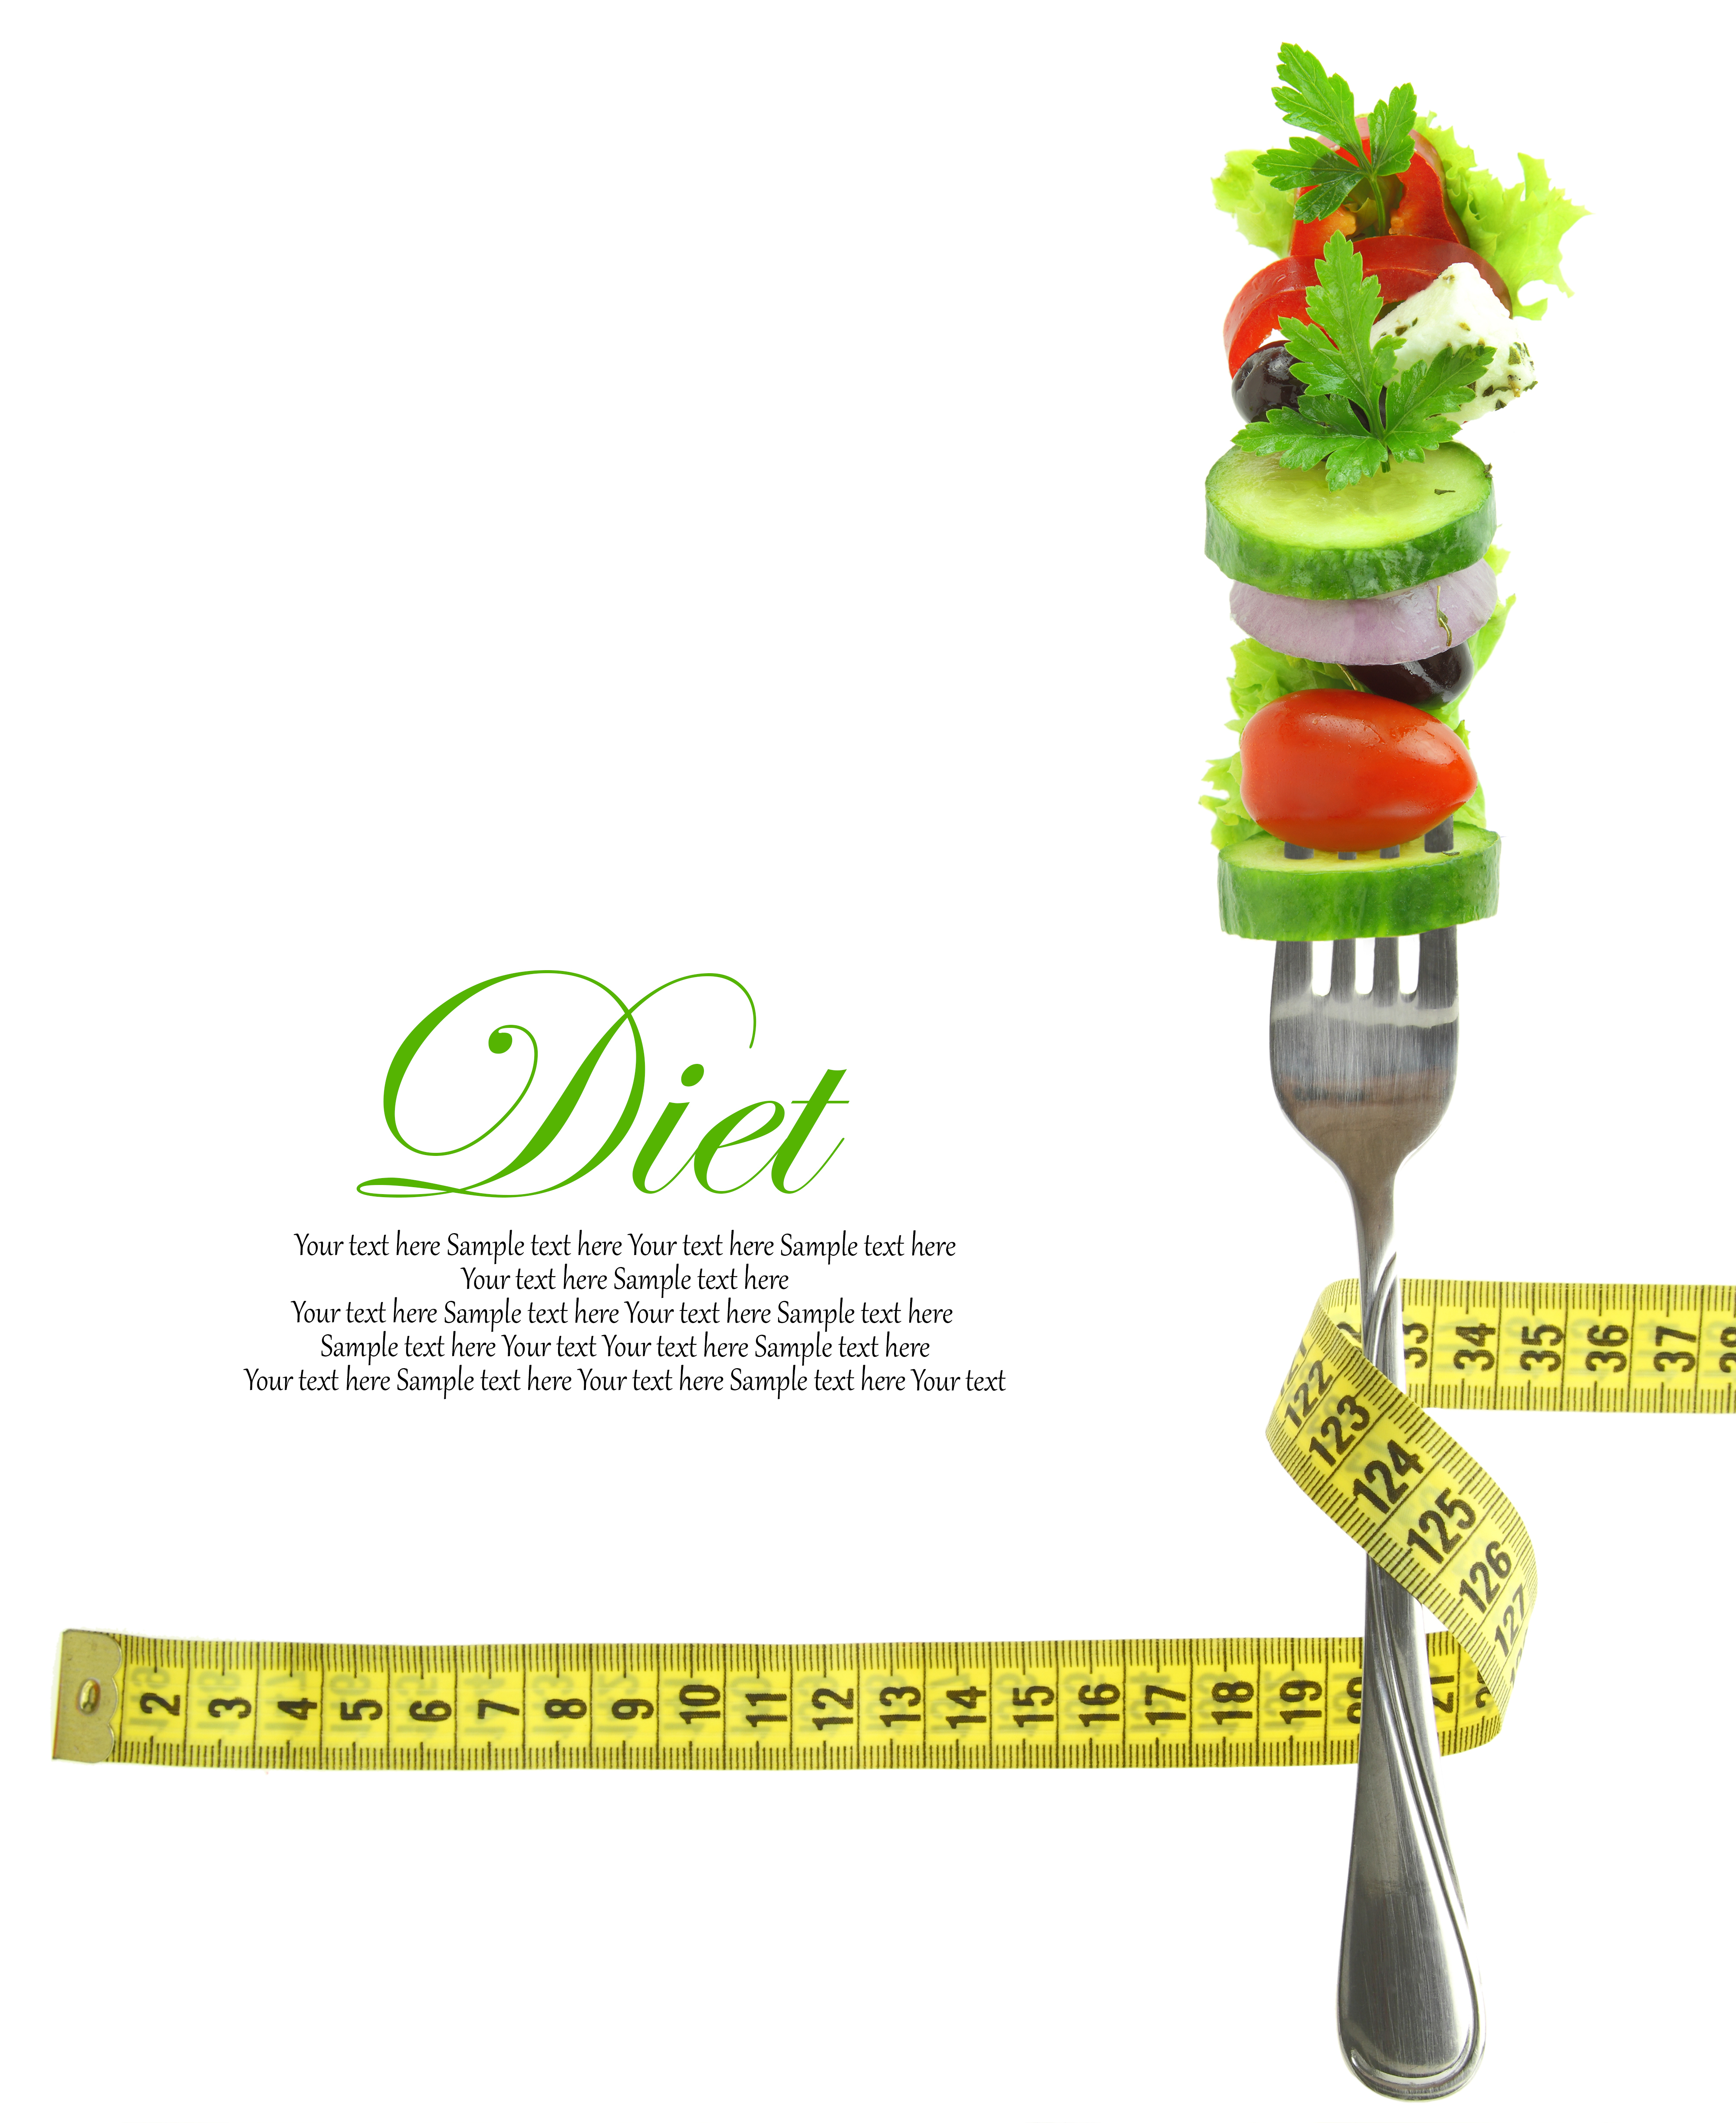 Diet
Your text here Sample text here Your text here Sample text here
Your text here Sample text here
Your text here Sample text here Your text here Sample text here
Sample text here Your text Your text here Sample text here
Your text here Sample text here Your text here Sample text here Your text
33 34 35 36 37
122 123 124 125 126 127
2 3 4 5 6 7 8 9 10 11 12 13 14 15 16 17 18 19 21